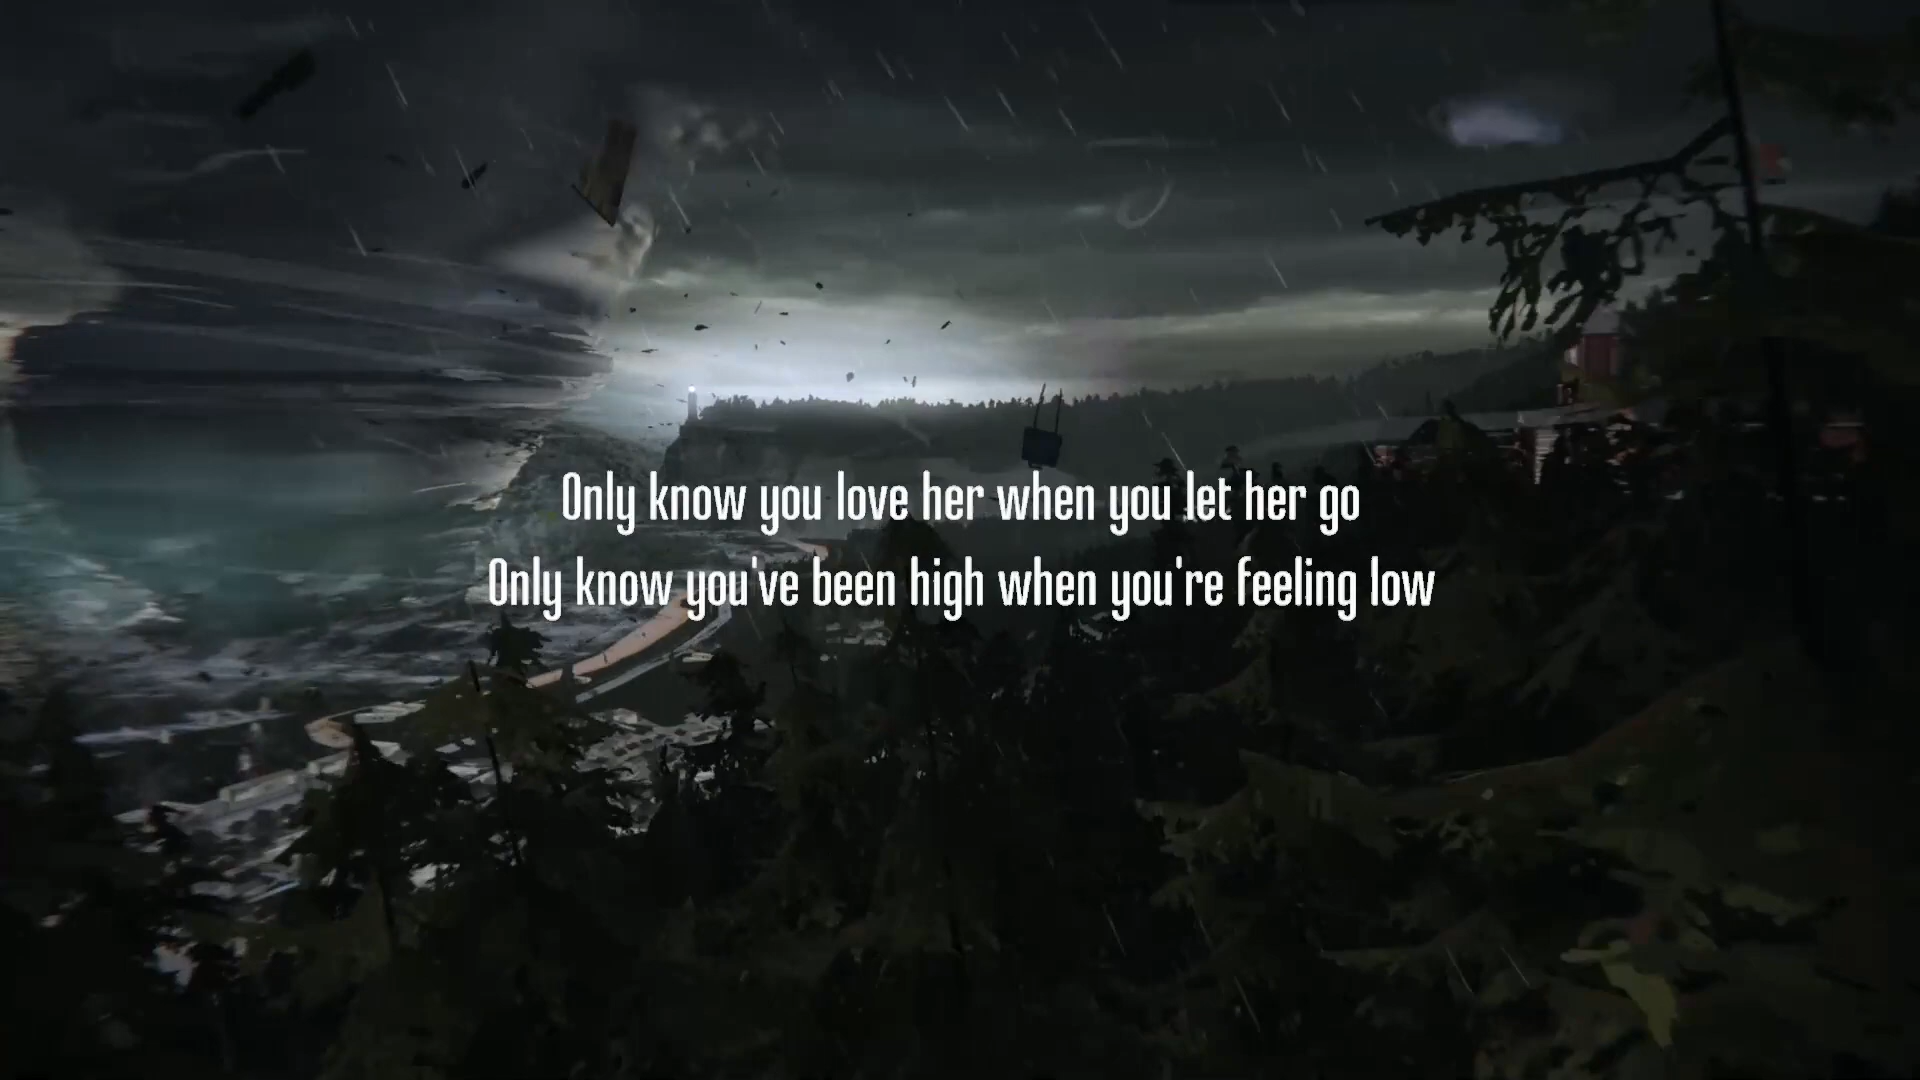 Only know you love her when you let her go
Only know you've been high when you're feeling low